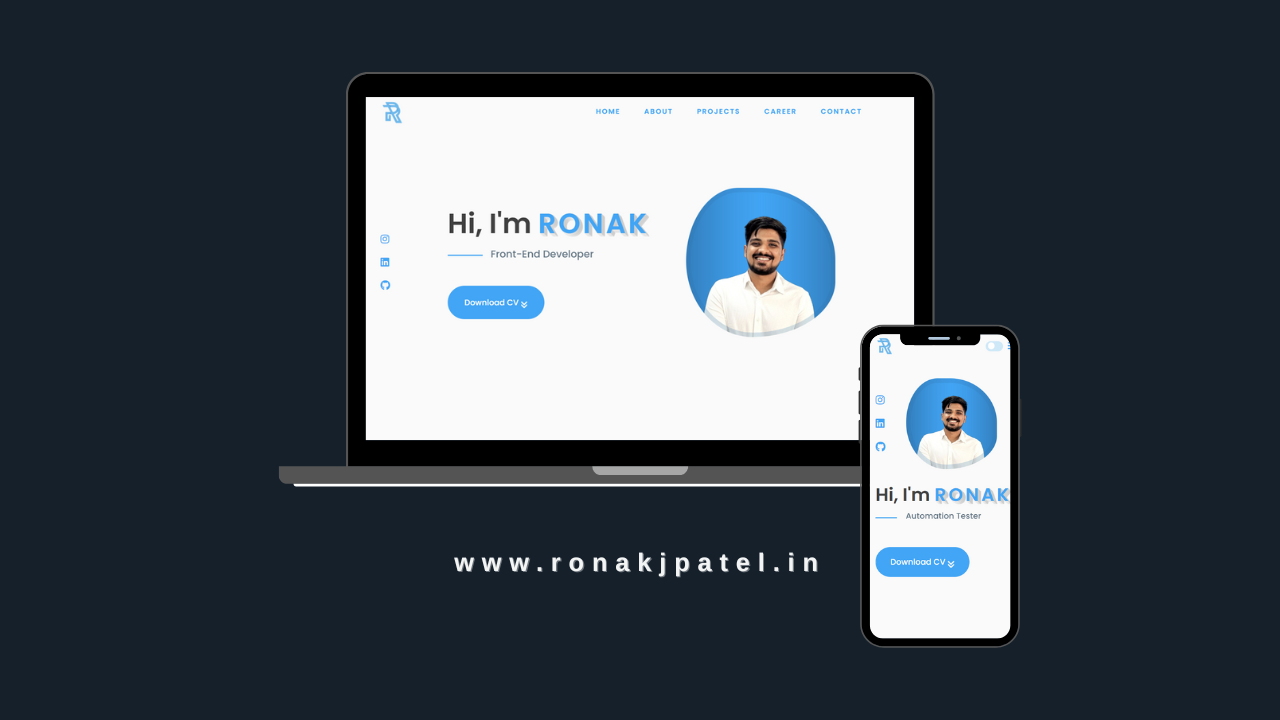 HOME ABOUT PROJECTS CAREER CONTACT
Hi, I'm RONAK
Front-End Developer
Download CV
Hi, I'm RONAK
Automation Tester
Download CV
www.ronakjpatel.in